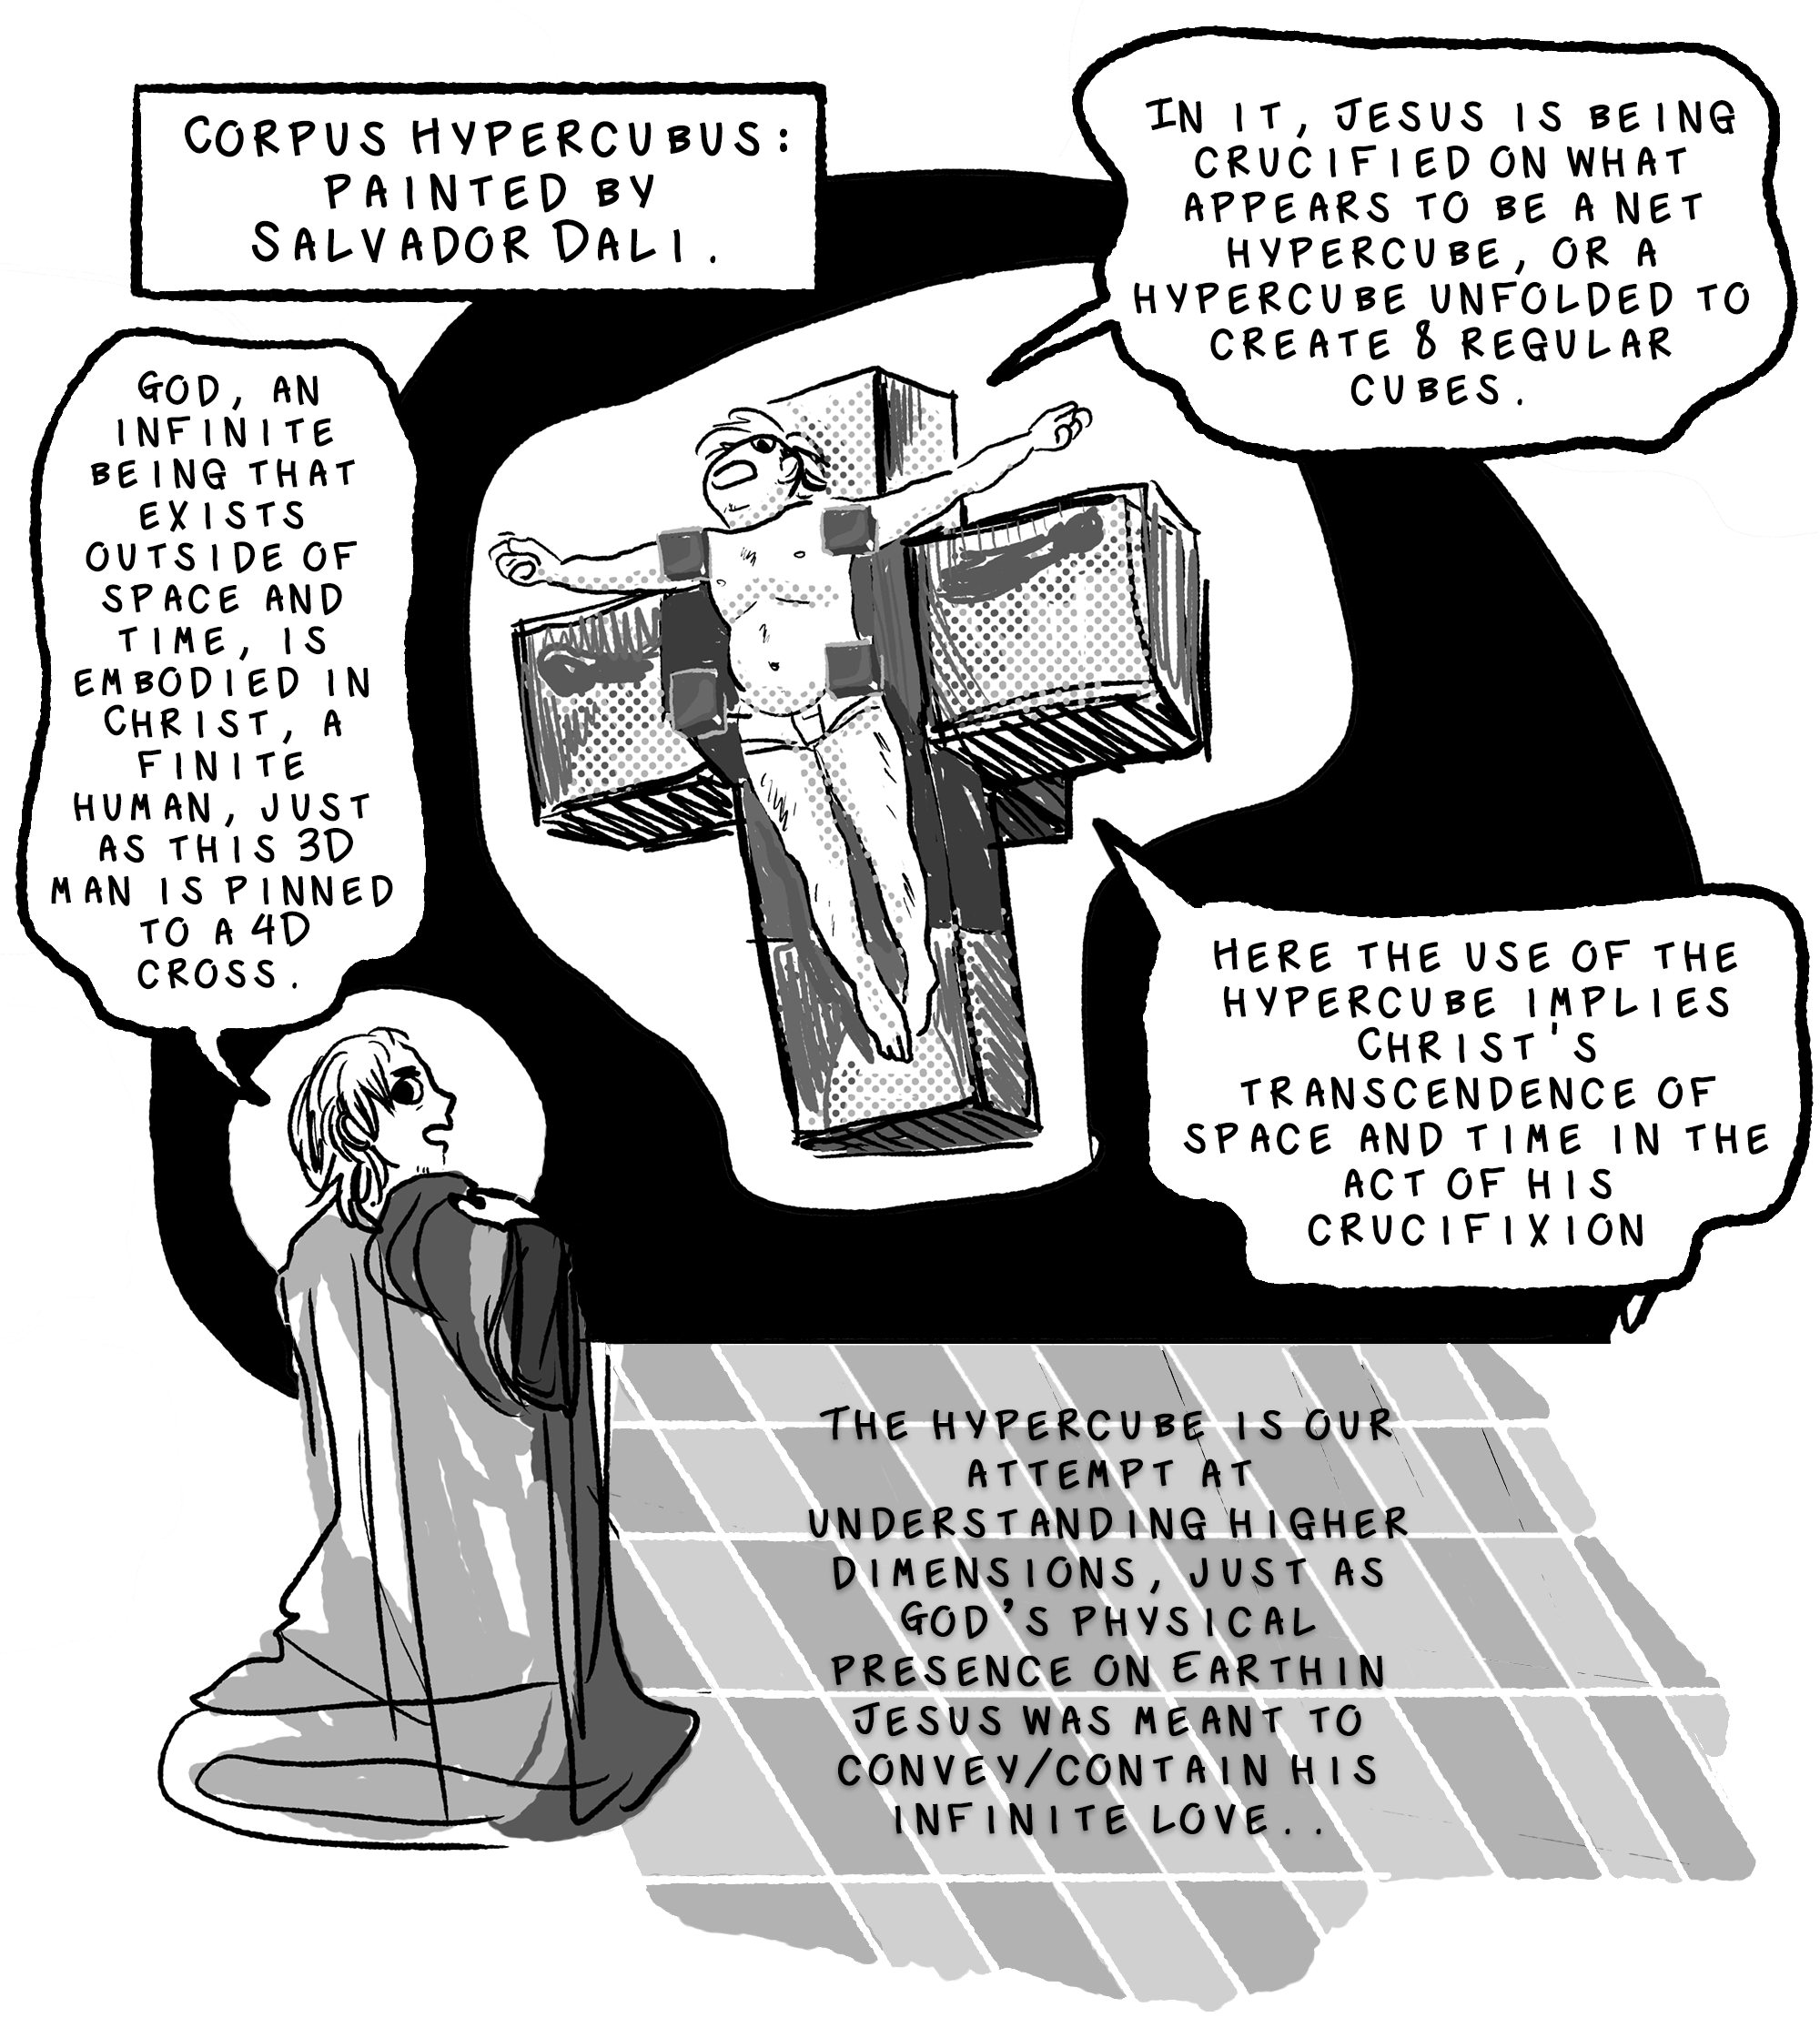 CORPUS HYPERCUBUS:
PAINTED BY
SALVADOR DALI.
IN IT, JESUS IS BEING
CRUCIFIED ON WHAT
APPEARS TO BE A NET
HYPERCUBE, OR A
HYPERCUBE UNFOLDED TO
CREATE 8 REGULAR
CUBES.
GOD, AN
INFINITE
BEING THAT
EXISTS
OUTSIDE OF
SPACE AND
TIME, IS
EMBODIED IN
CHRIST, A
FINITE
HUMAN, JUST
AS THIS 3D
MAN IS PINNED
TO A 4D
CROSS.
HERE THE USE OF THE
HYPERCUBE IMPLIES
CHRIST'S
TRANSCENDENCE OF
SPACE AND TIME IN THE
ACT OF HIS
CRUCIFIXION
THE HYPERCUBE IS OUR
ATTEMPT AT
UNDERSTANDING HIGHER
DIMENSIONS, JUST AS
GOD'S PHYSICAL
PRESENCE ON EARTHIN
JESUS WAS MEANT TO
CONVEY/CONTAIN HIS
INFINITE LOVE..